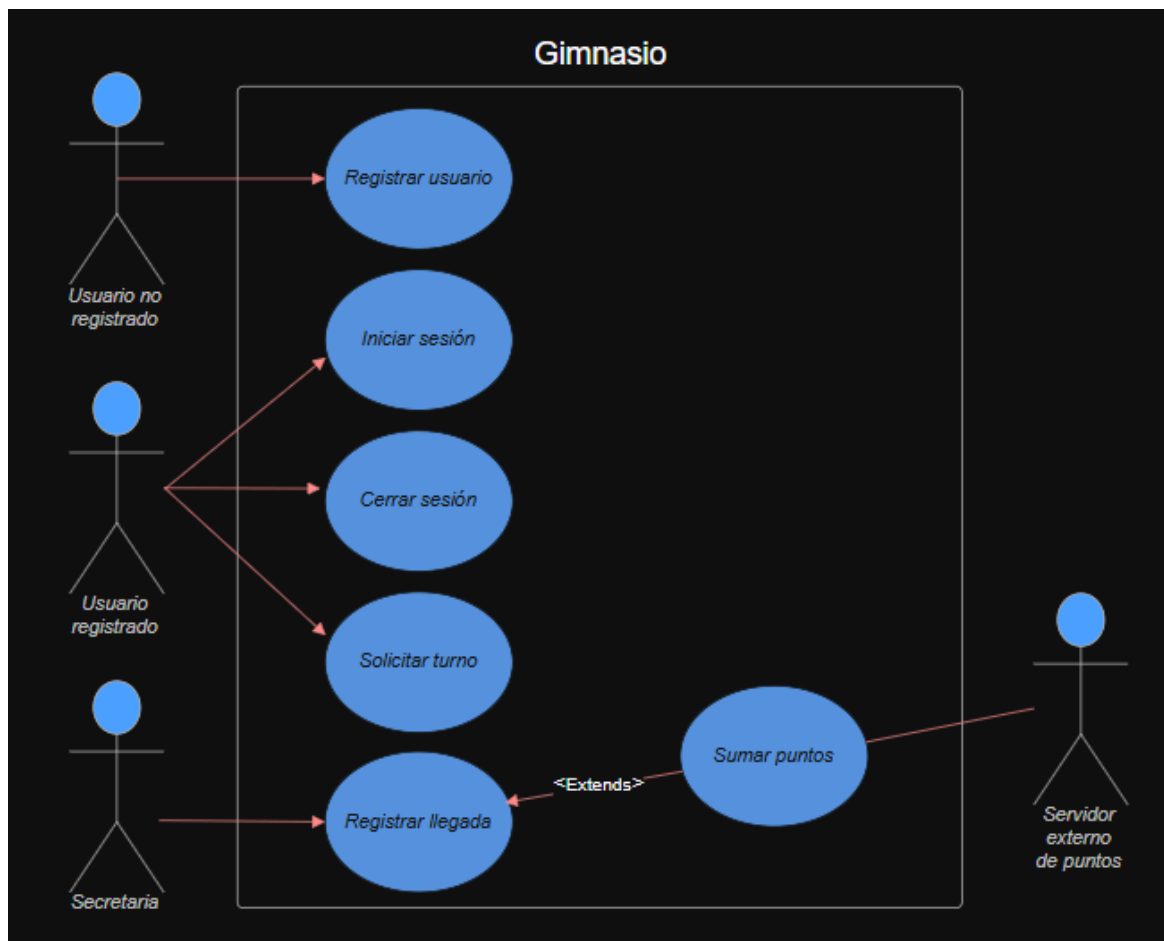 Gimnasio
Registrar usuario
Usuario no
registrado
Iniciar sesión
Cerrar sesión
Usuario
registrado
Solicitar turno
Sumar puntos
<Extends>
Registrar llegada
Servidor
externo
de puntos
Secretaria